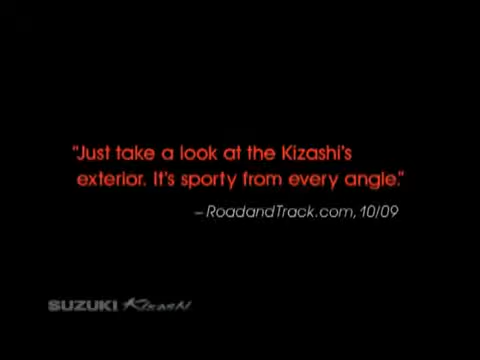 "Just take a look at the Kizashi's
exterior. It's sporty from every angle."
– RoadandTrack.com, 10/09
SUZUKI Kizashi